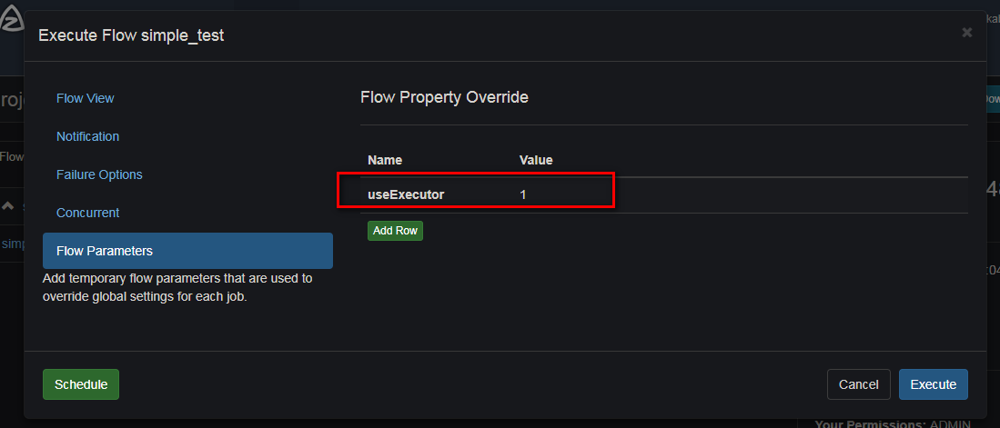 Execute Flow simple_test
×
Flow View
Notification
Failure Options
Concurrent
Flow Parameters
Add temporary flow parameters that are used to
override global settings for each job.
Flow Property Override
Name Value
useExecutor 1
Add Row
Schedule
Cancel
Execute
Flow
Your Permissions: ADMIN